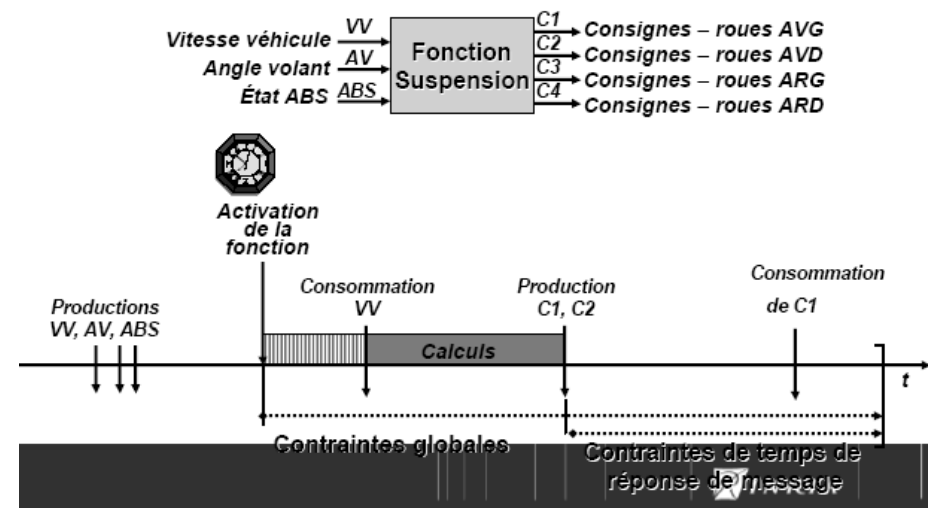 Vitesse véhicule VV
Angle volant AV
État ABS ABS
Fonction
Suspension
C1 Consignes – roues AVG
C2 Consignes – roues AVD
C3 Consignes – roues ARG
C4 Consignes – roues ARD
Activation
de la
fonction
Productions
VV, AV, ABS
Consommation
VV
Production
C1, C2
Consommation
de C1
Calculs
t
Contraintes globales
Contraintes de temps de
réponse de message